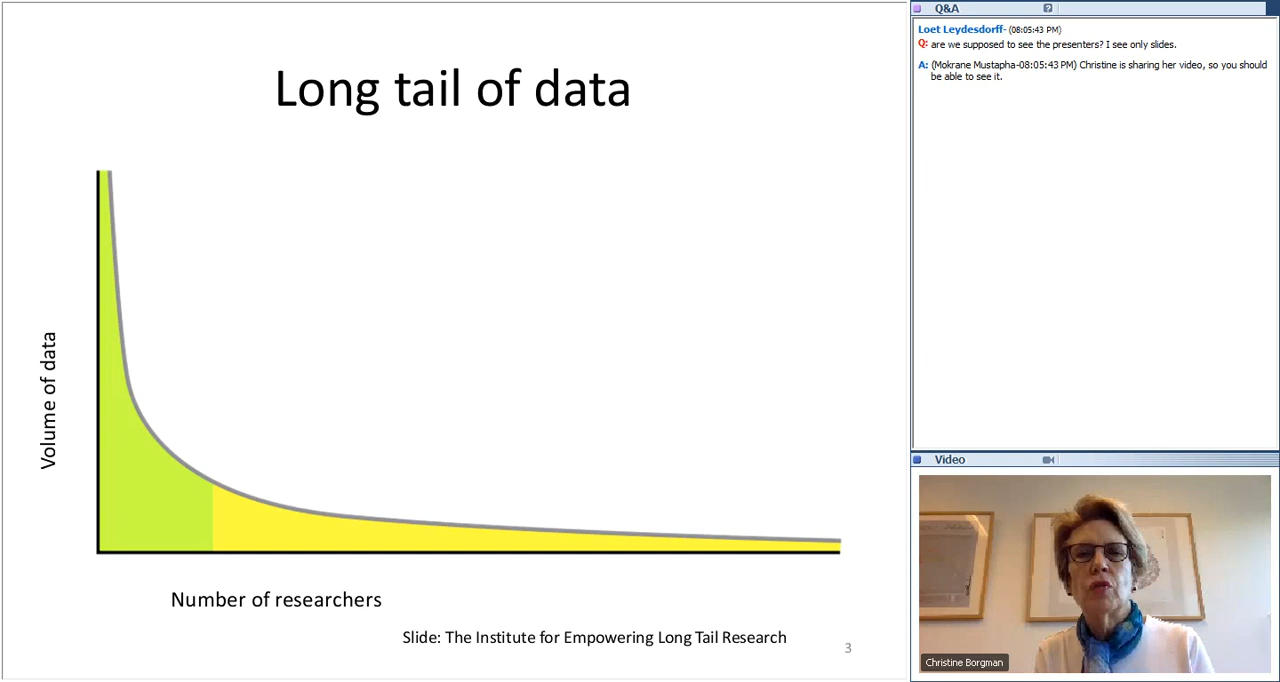 Long tail of data
Volume of data
Number of researchers
Slide: The Institute for Empowering Long Tail Research
3
Q&A
?
Loet Leydesdorff- (08:05:43 PM)
Q: are we supposed to see the presenters? I see only slides.
A: (Mokrane Mustapha-08:05:43 PM) Christine is sharing her video, so you should
be able to see it.
Video
Christine Borgman